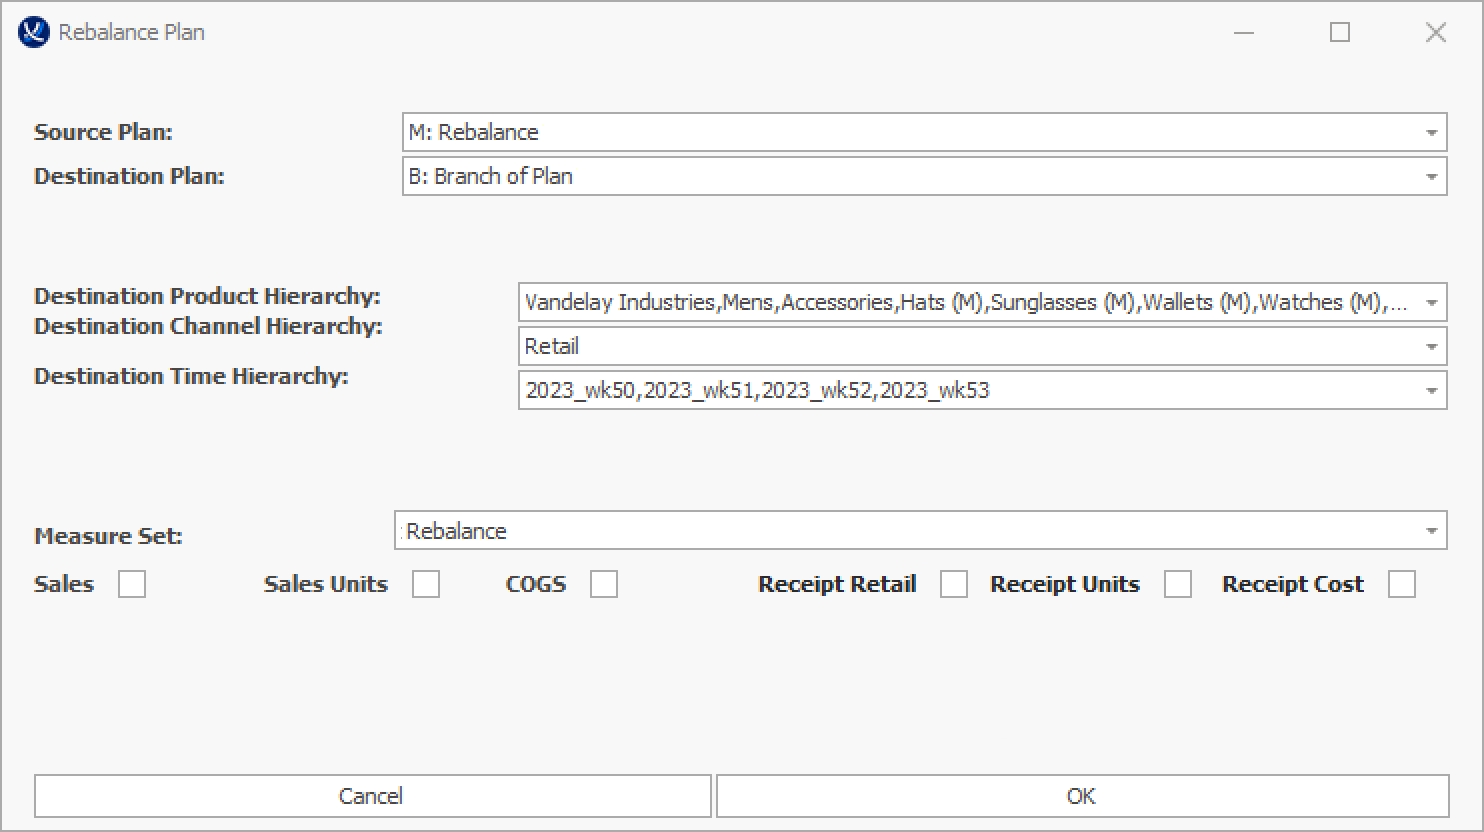 Rebalance Plan
Source Plan: M: Rebalance
Destination Plan: B: Branch of Plan
Destination Product Hierarchy: Vandelay Industries,Mens,Accessories,Hats (M),Sunglasses (M),Wallets (M),Watches (M),...
Destination Channel Hierarchy: Retail
Destination Time Hierarchy: 2023_wk50,2023_wk51,2023_wk52,2023_wk53
Measure Set: Rebalance
Sales Sales Units COGS Receipt Retail Receipt Units Receipt Cost
Cancel OK